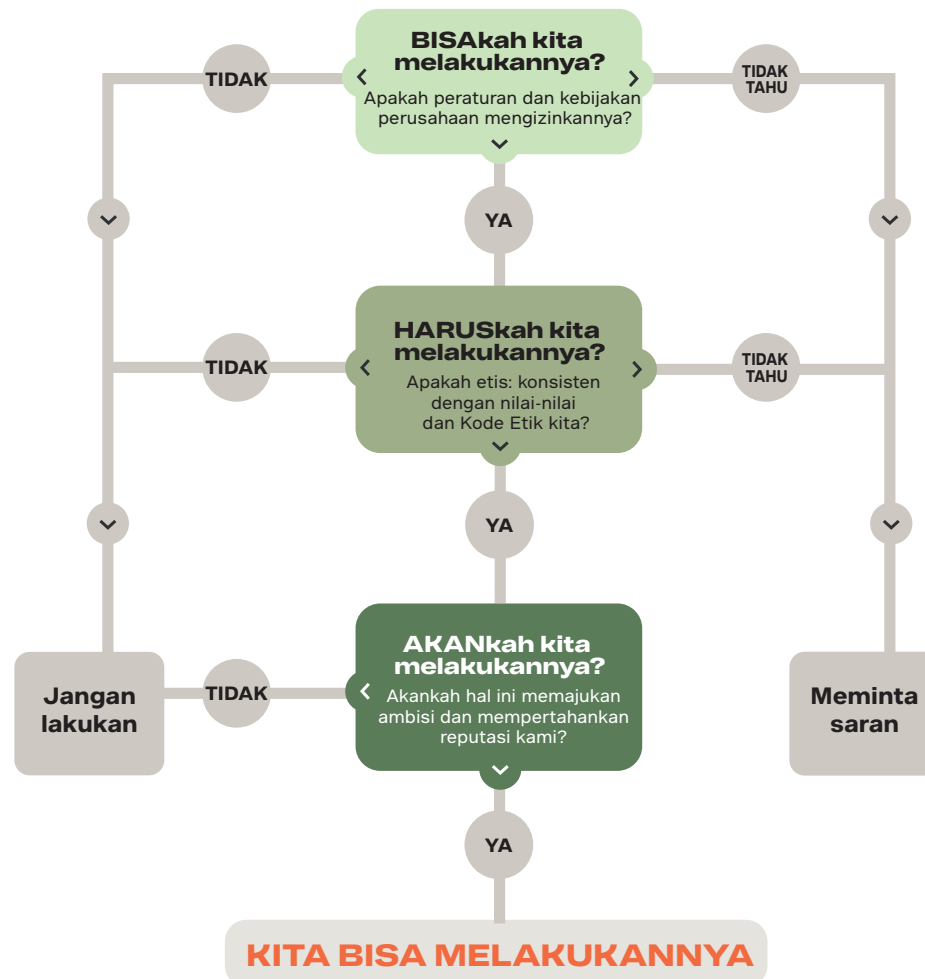 BISAkah kita
melakukannya?
Apakah peraturan dan kebijakan
perusahaan mengizinkannya?
TIDAK
TIDAK
TAHU
YA
HARUSkah kita
melakukannya?
Apakah etis: konsisten
dengan nilai-nilai
dan Kode Etik kita?
TIDAK
TIDAK
TAHU
YA
AKANkah kita
melakukannya?
Akankah hal ini memajukan
ambisi dan mempertahankan
reputasi kami?
TIDAK
Jangan
lakukan
Meminta
saran
YA
KITA BISA MELAKUKANNYA